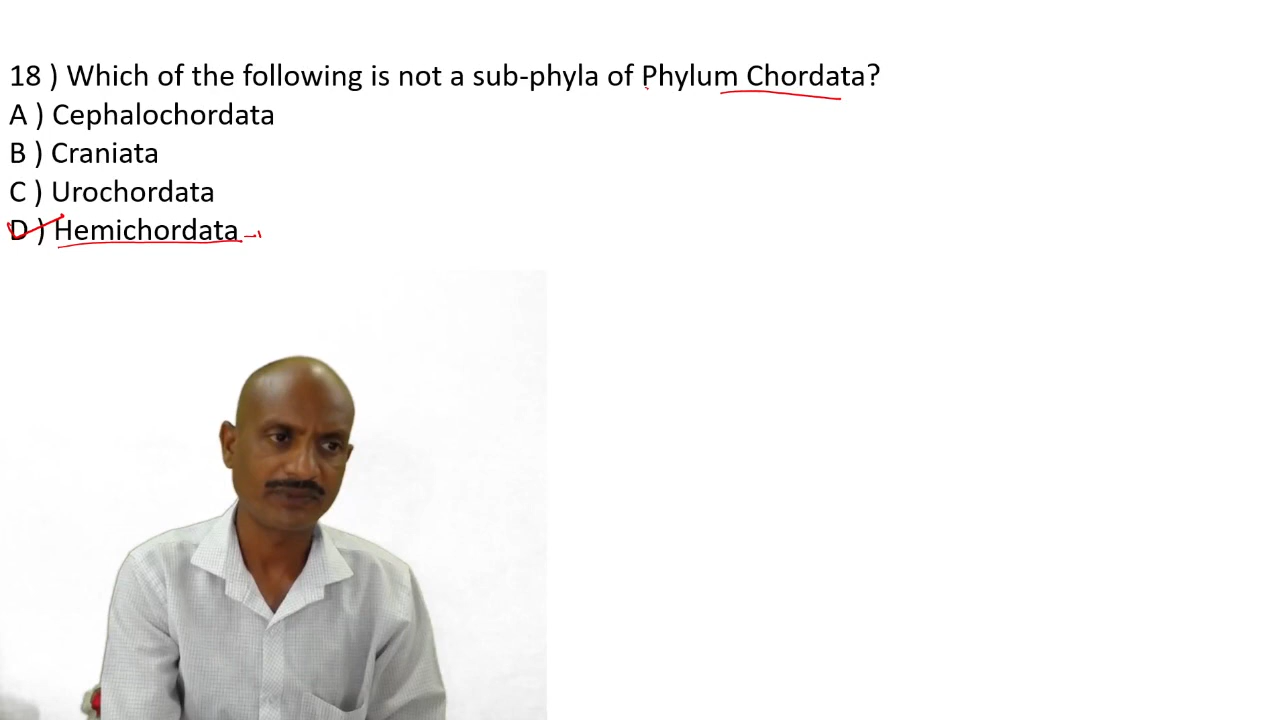 18 ) Which of the following is not a sub-phyla of Phylum Chordata?
A ) Cephalochordata
B ) Craniata
C ) Urochordata
D ) Hemichordata